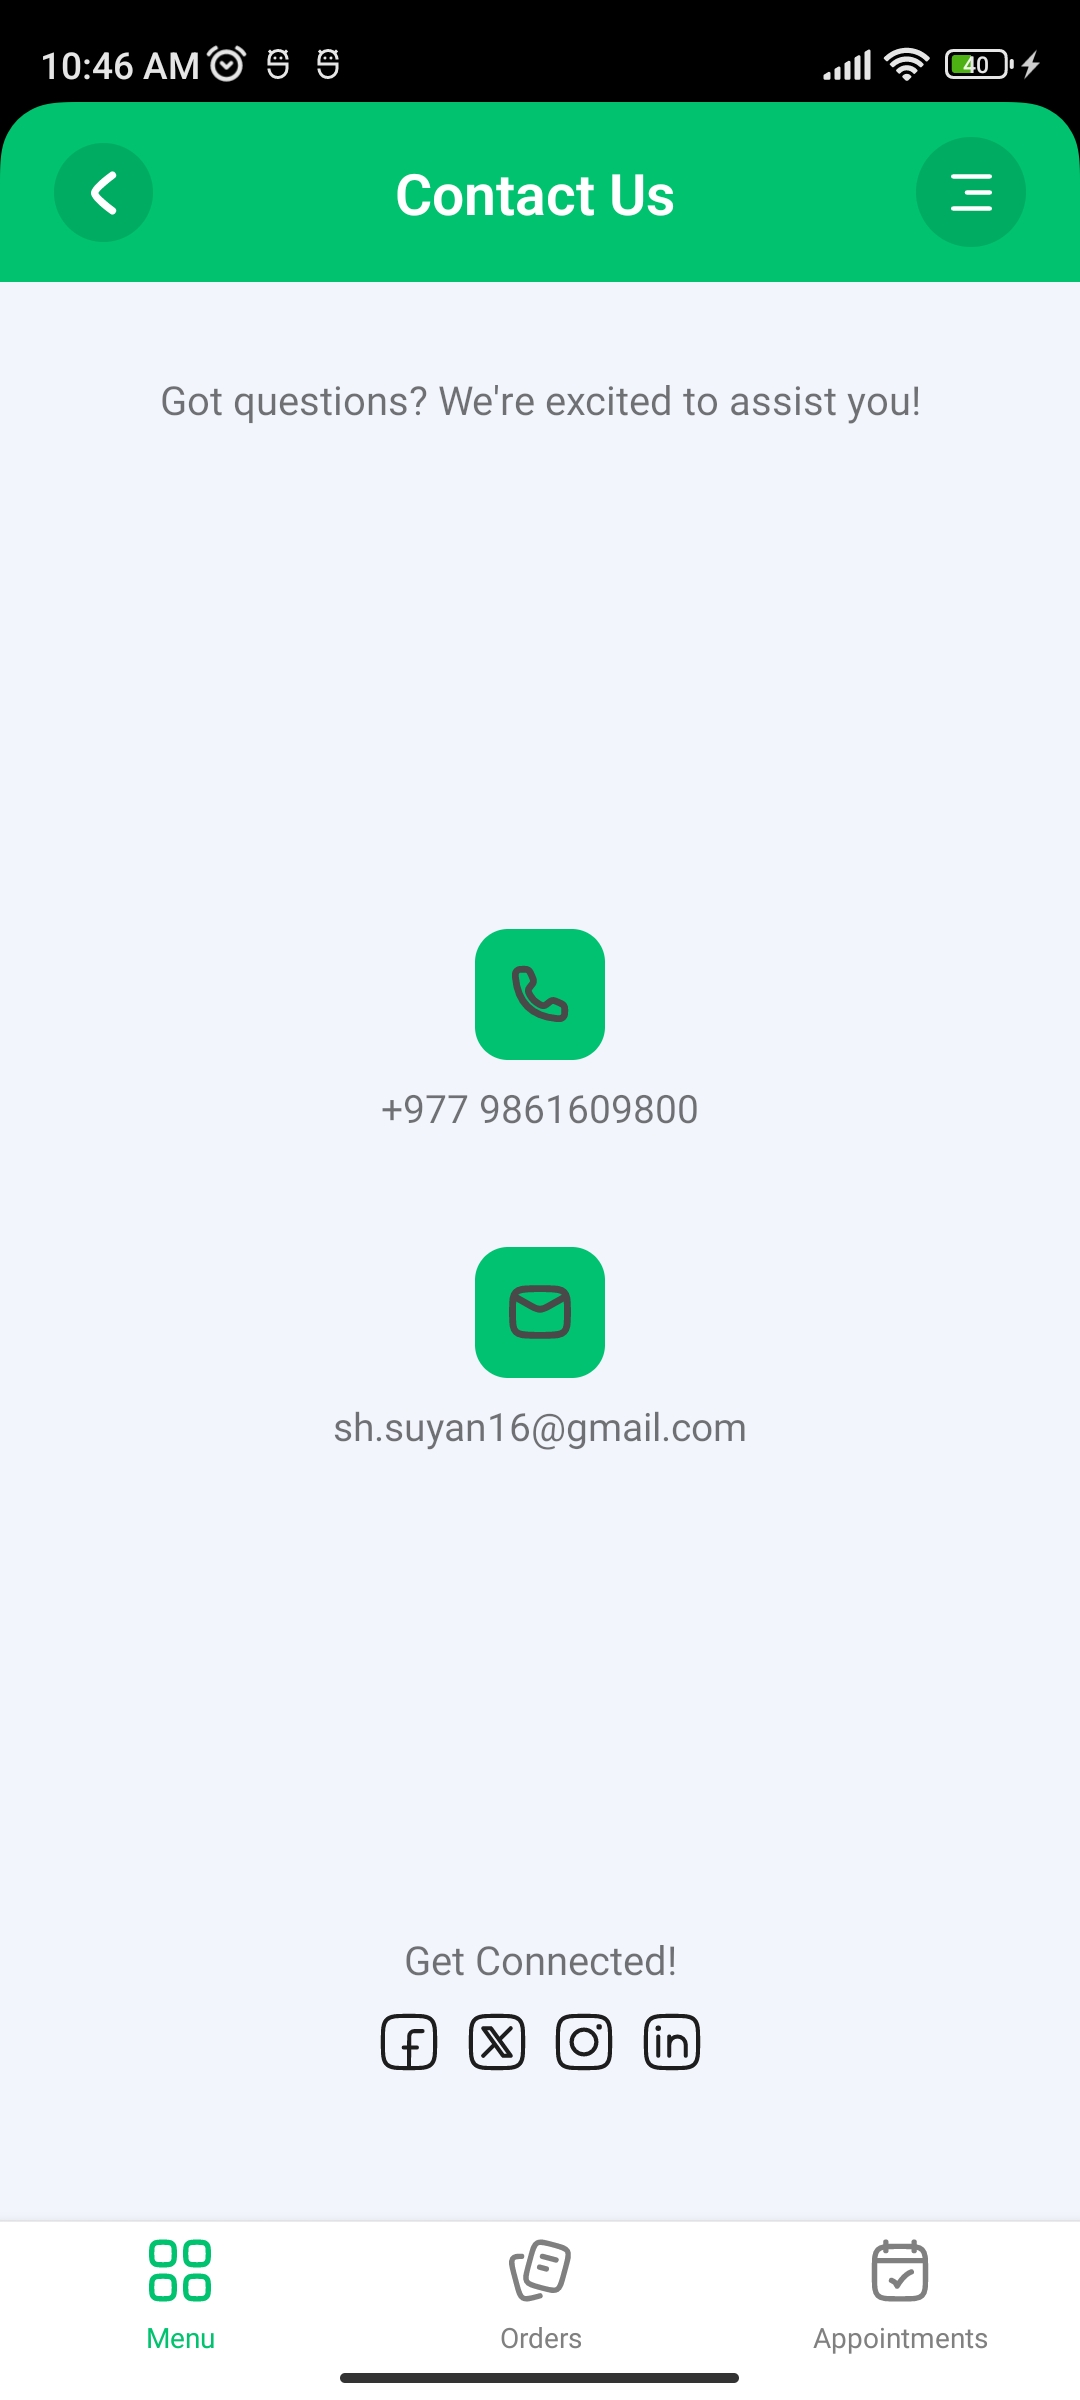 10:46 AM
40
Contact Us
Got questions? We're excited to assist you!
+977 9861609800
sh.suyan16@gmail.com
Get Connected!
Menu
Orders
Appointments